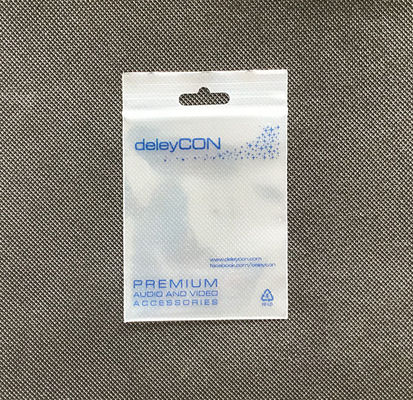 deleyCON
www.deleycon.com
facebook.com/deleycon
PREMIUM
AUDIO AND VIDEO
ACCESSORIES